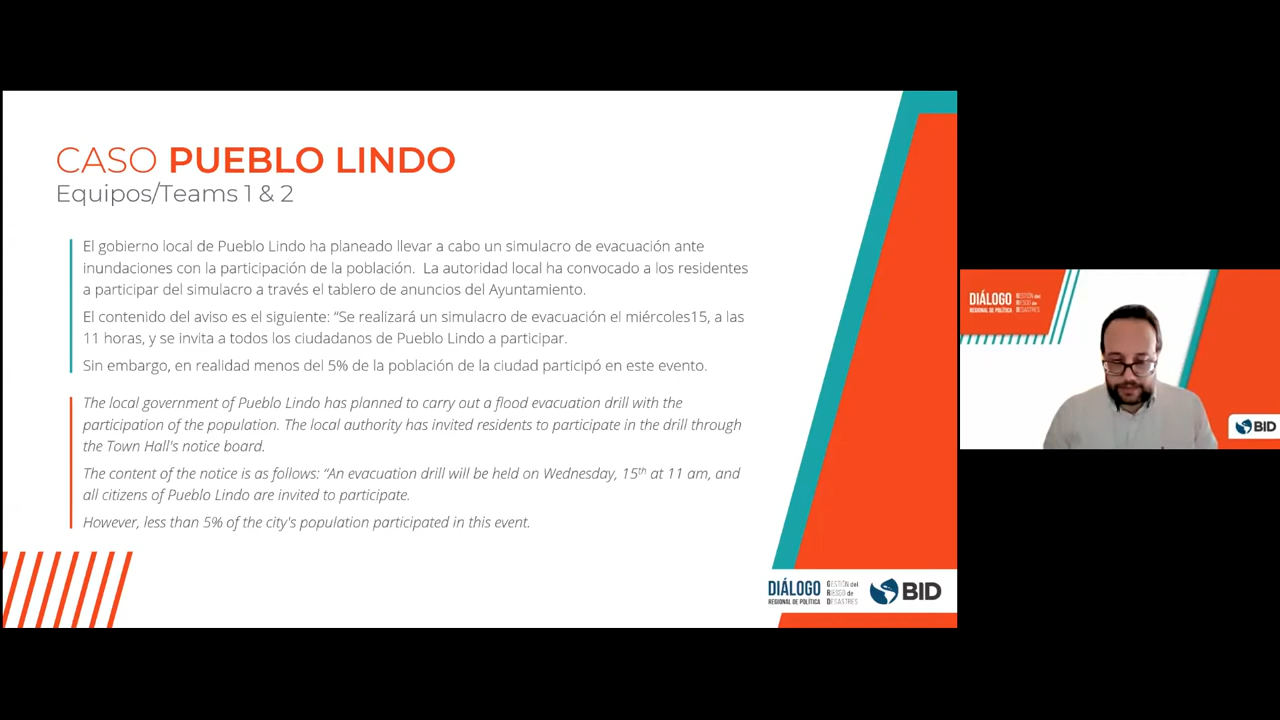 CASO PUEBLO LINDO
Equipos/Teams 1 & 2
El gobierno local de Pueblo Lindo ha planeado llevar a cabo un simulacro de evacuación ante
inundaciones con la participación de la población. La autoridad local ha convocado a los residentes
a participar del simulacro a través el tablero de anuncios del Ayuntamiento.
El contenido del aviso es el siguiente: “Se realizará un simulacro de evacuación el miércoles15, a las
11 horas, y se invita a todos los ciudadanos de Pueblo Lindo a participar.
Sin embargo, en realidad menos del 5% de la población de la ciudad participó en este evento.
The local government of Pueblo Lindo has planned to carry out a flood evacuation drill with the
participation of the population. The local authority has invited residents to participate in the drill through
the Town Hall's notice board.
The content of the notice is as follows: “An evacuation drill will be held on Wednesday, 15th at 11 am, and
all citizens of Pueblo Lindo are invited to participate.
However, less than 5% of the city's population participated in this event.
DIÁLOGO
REGIONAL DE POLÍTICA
GESTIÓN del
RIESGO de
DESASTRES
BID
DIÁLOGO
REGIONAL DE POLÍTICA
GESTIÓN del
RIESGO de
DESASTRES
BID